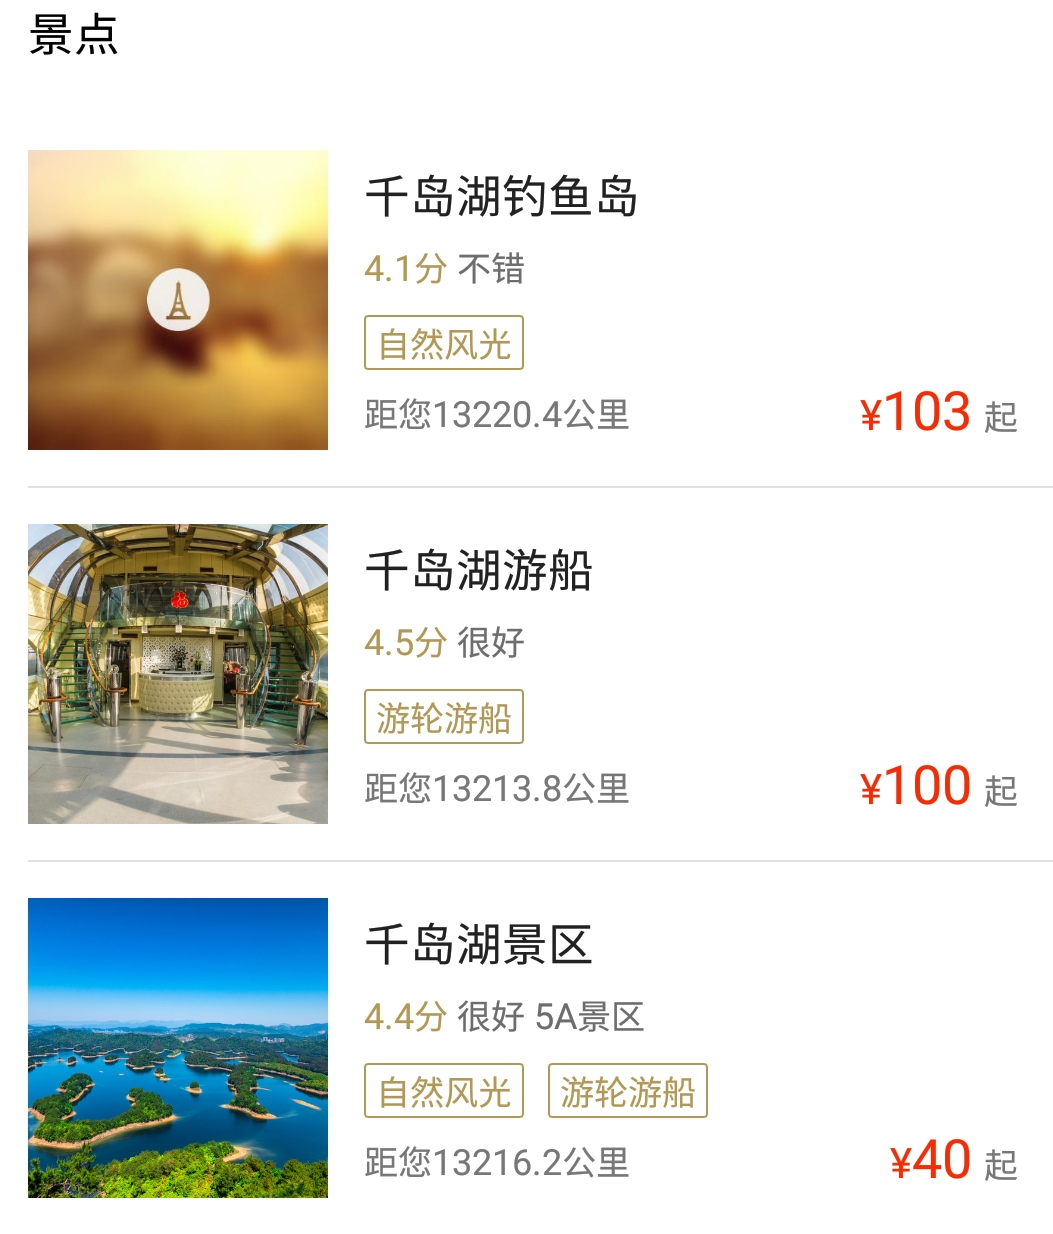 景点
千岛湖钓鱼岛
4.1分 不错
自然风光
距您13220.4公里
¥103 起
千岛湖游船
4.5分 很好
游轮游船
距您13213.8公里
¥100 起
千岛湖景区
4.4分 很好 5A景区
自然风光 游轮游船
距您13216.2公里
¥40 起